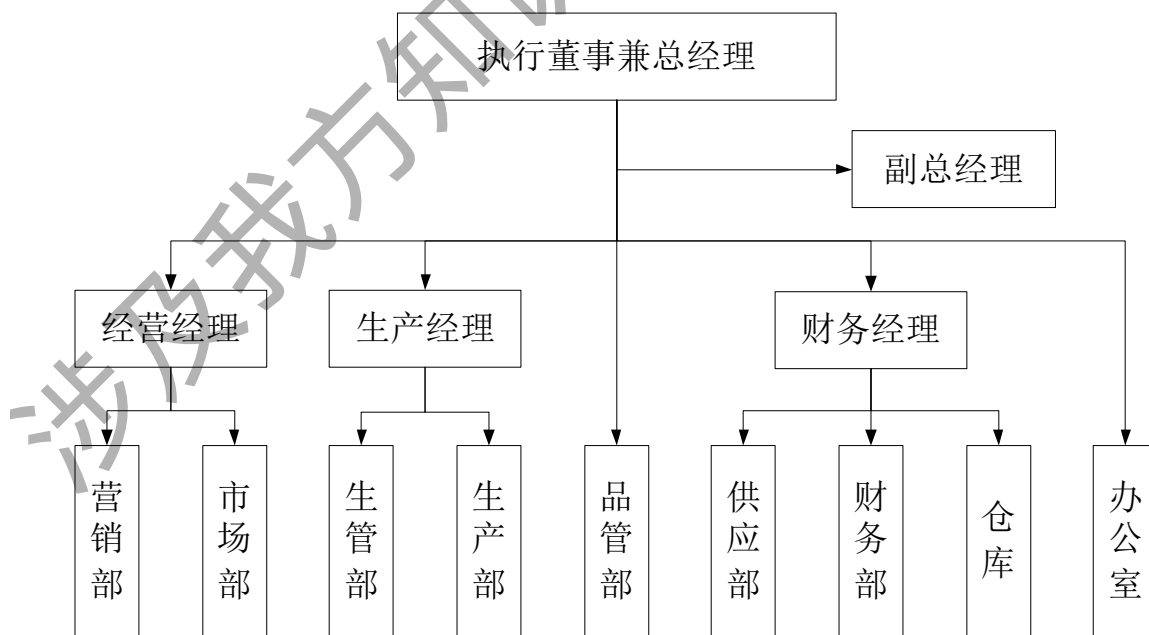 执行董事兼总经理
副总经理
经营经理
生产经理
财务经理
营销部
市场部
生管部
生产部
品管部
供应部
财务部
仓库
办公室
涉及我方知识